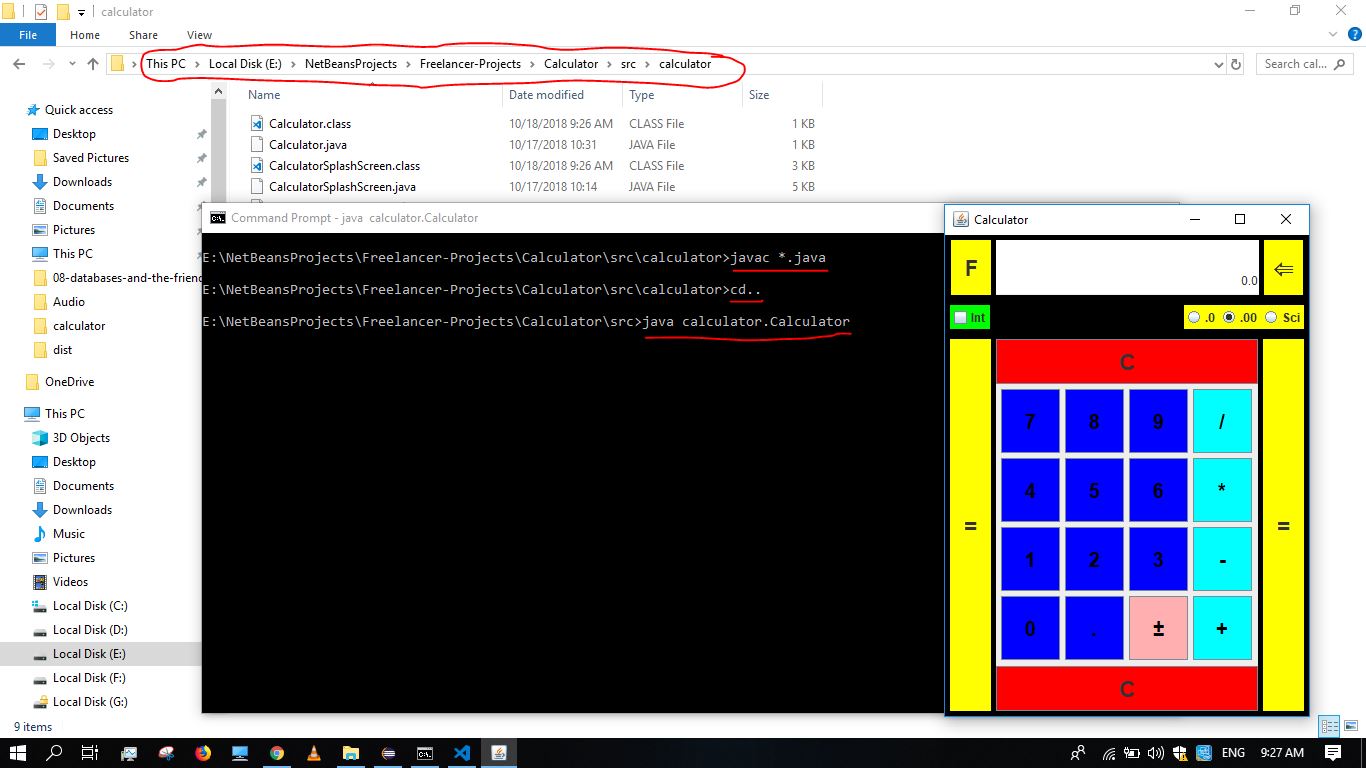 calculator
File Home Share View
This PC > Local Disk (E:) > NetBeansProjects > Freelancer-Projects > Calculator > src > calculator
Search cal...
Name Date modified Type Size
Calculator.class 10/18/2018 9:26 AM CLASS File 1 KB
Calculator.java 10/17/2018 10:31 JAVA File 1 KB
CalculatorSplashScreen.class 10/18/2018 9:26 AM CLASS File 3 KB
CalculatorSplashScreen.java 10/17/2018 10:14 JAVA File 5 KB
Quick access
Desktop
Saved Pictures
Downloads
Documents
Pictures
This PC
08-databases-and-the-frien
Audio
calculator
dist
OneDrive
This PC
3D Objects
Desktop
Documents
Downloads
Music
Pictures
Videos
Local Disk (C:)
Local Disk (D:)
Local Disk (E:)
Local Disk (F:)
Local Disk (G:)
9 items
Command Prompt - java  calculator.Calculator
E:\NetBeansProjects\Freelancer-Projects\Calculator\src\calculator>javac *.java
E:\NetBeansProjects\Freelancer-Projects\Calculator\src\calculator>cd..
E:\NetBeansProjects\Freelancer-Projects\Calculator\src>java calculator.Calculator
Calculator
F
0.0
⇐
Int .0 .00 Sci
C
7 8 9 /
4 5 6 *
= =
1 2 3 -
0 . ± +
C
ENG 9:27 AM